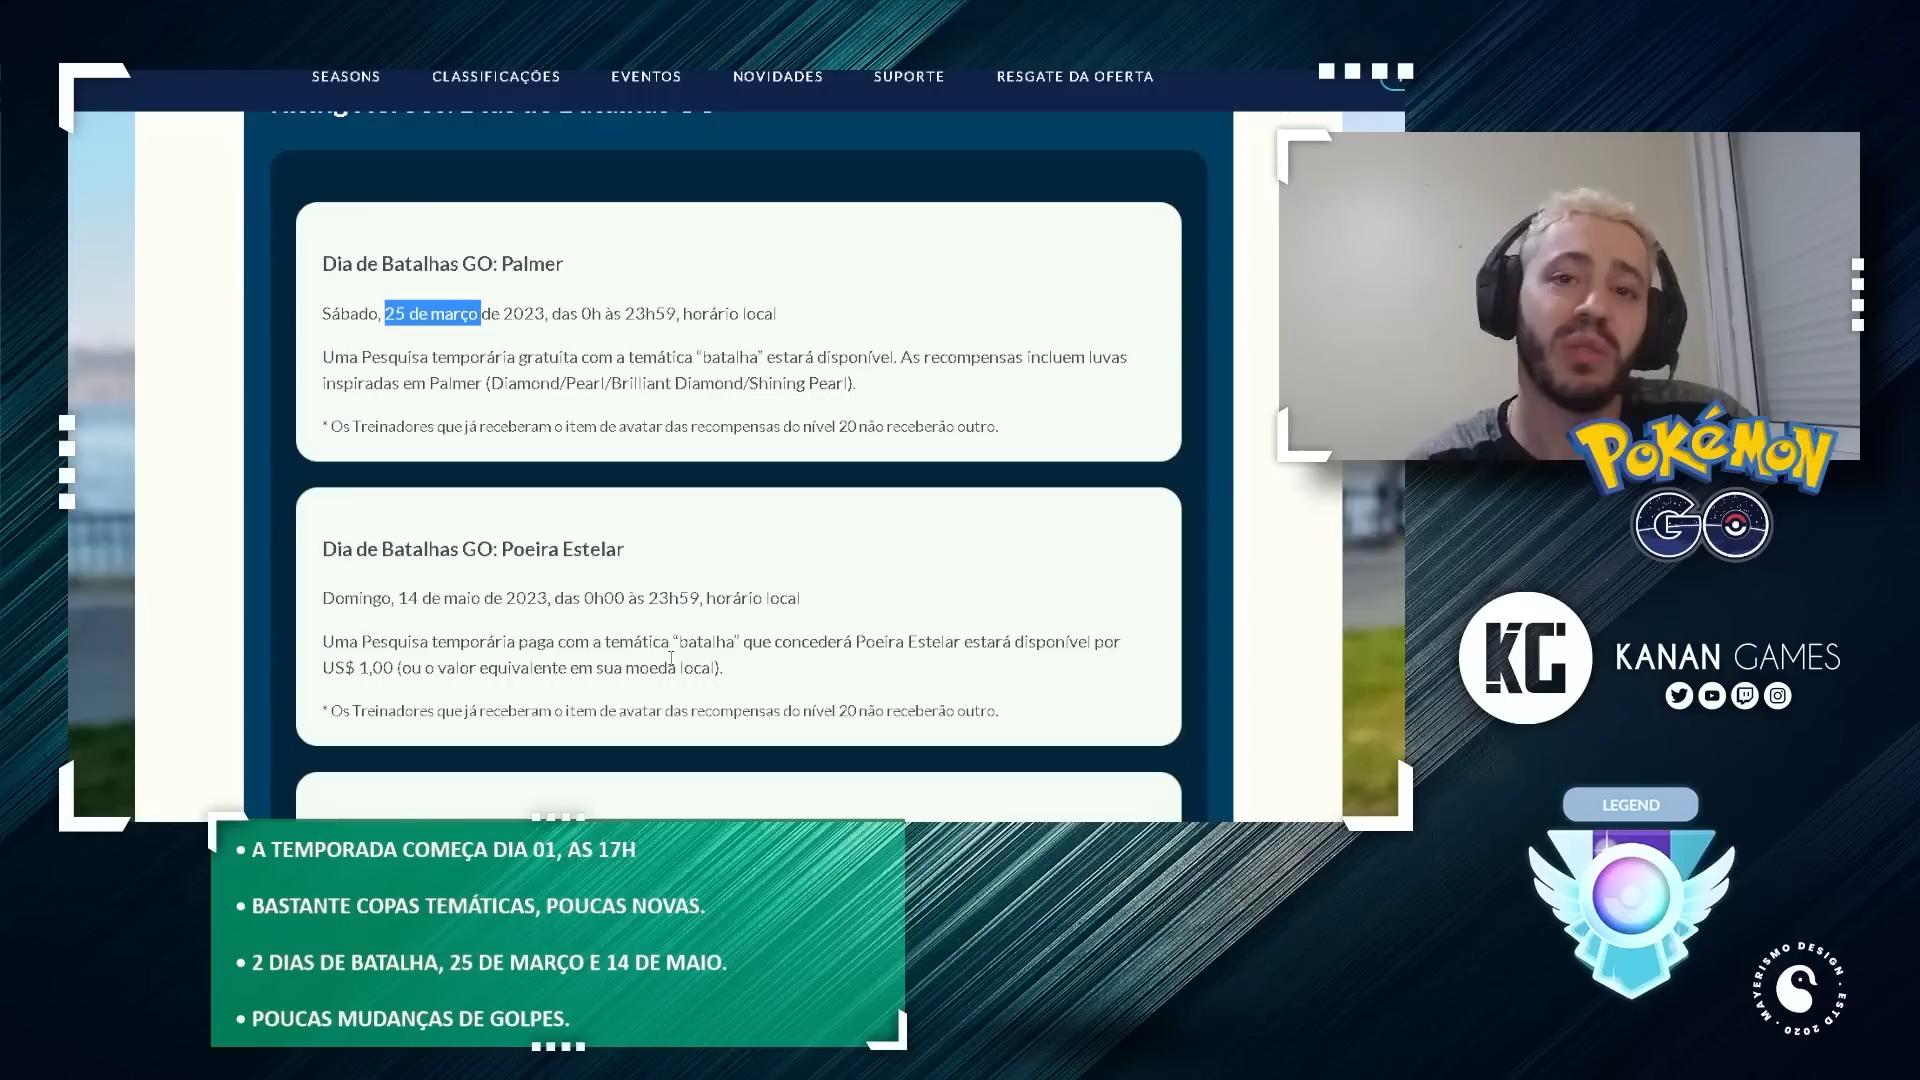 SEASONS CLASSIFICAÇÕES EVENTOS NOVIDADES SUPORTE RESGATE DA OFERTA
Dia de Batalhas GO: Palmer
Sábado, 25 de março de 2023, das 0h às 23h59, horário local
Uma Pesquisa temporária gratuita com a temática “batalha” estará disponível. As recompensas incluem luvas
inspiradas em Palmer (Diamond/Pearl/Brilliant Diamond/Shining Pearl).
* Os Treinadores que já receberam o item de avatar das recompensas do nível 20 não receberão outro.
Dia de Batalhas GO: Poeira Estelar
Domingo, 14 de maio de 2023, das 0h00 às 23h59, horário local
Uma Pesquisa temporária paga com a temática “batalha” que concederá Poeira Estelar estará disponível por
US$ 1,00 (ou o valor equivalente em sua moeda local).
* Os Treinadores que já receberam o item de avatar das recompensas do nível 20 não receberão outro.
• A TEMPORADA COMEÇA DIA 01, AS 17H
• BASTANTE COPAS TEMÁTICAS, POUCAS NOVAS.
• 2 DIAS DE BATALHA, 25 DE MARÇO E 14 DE MAIO.
• POUCAS MUDANÇAS DE GOLPES.
POKéMON
GO
KG
KANAN GAMES
LEGEND
MAYERISMO DESIGN · ESTD 2020 ·